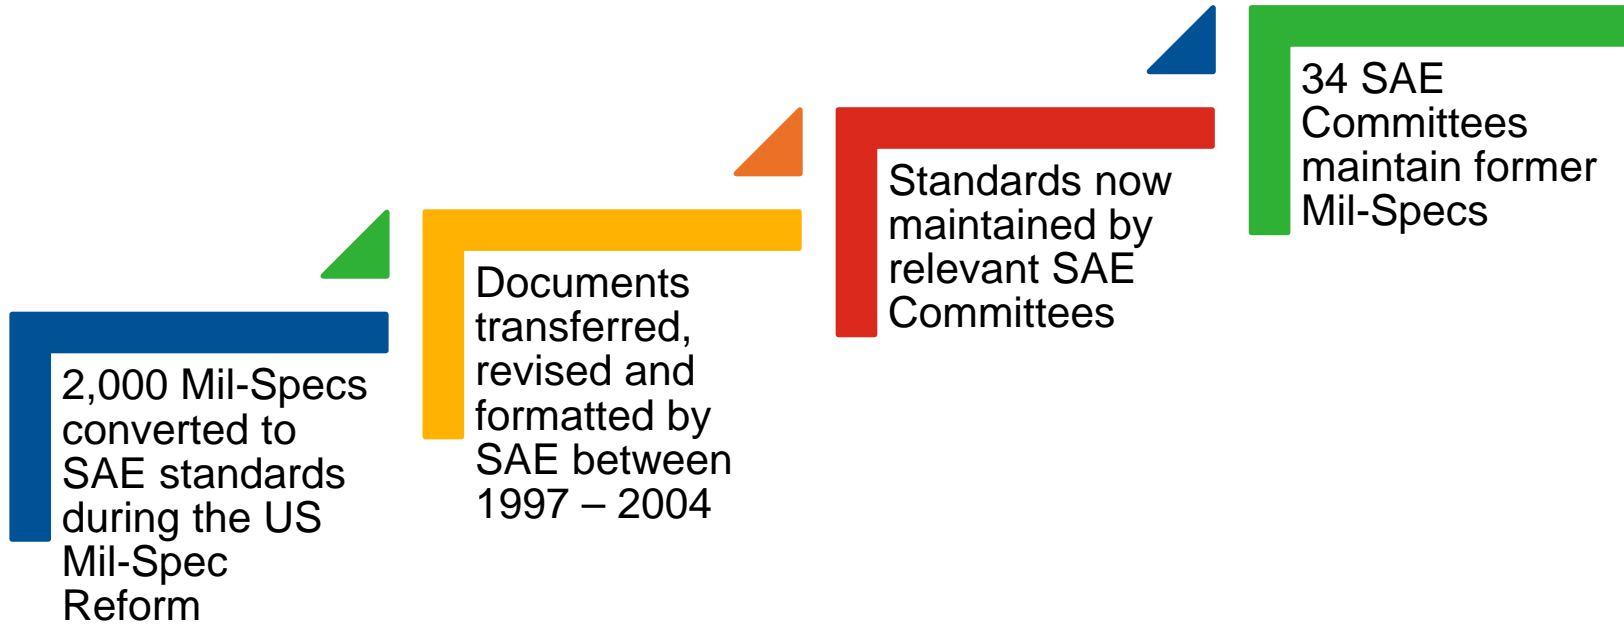 2,000 Mil-Specs
converted to
SAE standards
during the US
Mil-Spec
Reform
Documents
transferred,
revised and
formatted by
SAE between
1997 – 2004
Standards now
maintained by
relevant SAE
Committees
34 SAE
Committees
maintain former
Mil-Specs